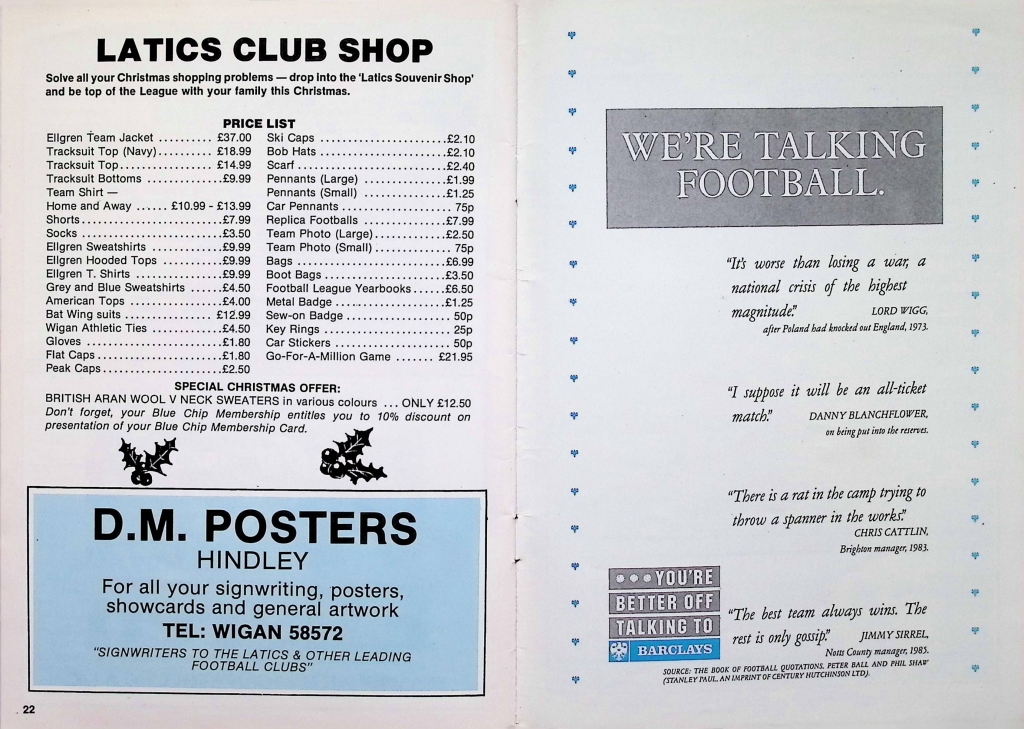 LATICS CLUB SHOP
Solve all your Christmas shopping problems — drop into the 'Latics Souvenir Shop'
and be top of the League with your family this Christmas.
PRICE LIST
Ellgren Team Jacket .......... £37.00
Tracksuit Top (Navy).......... £18.99
Tracksuit Top.................. £14.99
Tracksuit Bottoms ............ £9.99
Team Shirt —
Home and Away ...... £10.99 - £13.99
Shorts......................... £7.99
Socks ......................... £3.50
Ellgren Sweatshirts ........... £9.99
Ellgren Hooded Tops .......... £9.99
Ellgren T. Shirts .............. £9.99
Grey and Blue Sweatshirts ..... £4.50
American Tops ................ £4.00
Bat Wing suits ............... £12.99
Wigan Athletic Ties ........... £4.50
Gloves ........................ £1.80
Flat Caps...................... £1.80
Peak Caps..................... £2.50
Ski Caps ...................... £2.10
Bob Hats ...................... £2.10
Scarf .......................... £2.40
Pennants (Large) .............. £1.99
Pennants (Small) .............. £1.25
Car Pennants .................. 75p
Replica Footballs .............. £7.99
Team Photo (Large)............ £2.50
Team Photo (Small)............ 75p
Bags .......................... £6.99
Boot Bags ..................... £3.50
Football League Yearbooks...... £6.50
Metal Badge ................... £1.25
Sew-on Badge .................. 50p
Key Rings ..................... 25p
Car Stickers ................... 50p
Go-For-A-Million Game ....... £21.95
SPECIAL CHRISTMAS OFFER:
BRITISH ARAN WOOL V NECK SWEATERS in various colours ... ONLY £12.50
Don't forget, your Blue Chip Membership entitles you to 10% discount on
presentation of your Blue Chip Membership Card.
D.M. POSTERS
HINDLEY
For all your signwriting, posters,
showcards and general artwork
TEL: WIGAN 58572
"SIGNWRITERS TO THE LATICS & OTHER LEADING
FOOTBALL CLUBS"
22
WE'RE TALKING
FOOTBALL.
"It's worse than losing a war, a
national crisis of the highest
magnitude." LORD WIGG,
after Poland had knocked out England, 1973.
"I suppose it will be an all-ticket
match." DANNY BLANCHFLOWER,
on being put into the reserves.
"There is a rat in the camp trying to
throw a spanner in the works."
CHRIS CATTLIN,
Brighton manager, 1983.
"The best team always wins. The
rest is only gossip." JIMMY SIRREL,
Notts County manager, 1985.
YOU'RE
BETTER OFF
TALKING TO
BARCLAYS
SOURCE: THE BOOK OF FOOTBALL QUOTATIONS. PETER BALL AND PHIL SHAW
(STANLEY PAUL, AN IMPRINT OF CENTURY HUTCHINSON LTD).